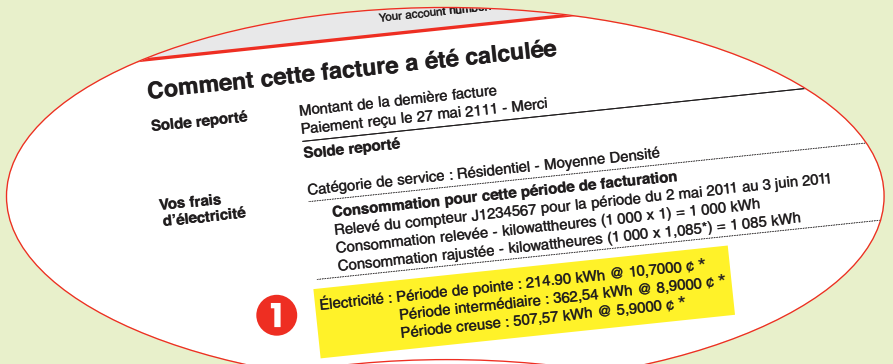 Your account number
Comment cette facture a été calculée
Solde reporté
Montant de la dernière facture
Paiement reçu le 27 mai 2111 - Merci
Solde reporté
Vos frais
d'électricité
Catégorie de service : Résidentiel - Moyenne Densité
Consommation pour cette période de facturation
Relevé du compteur J1234567 pour la période du 2 mai 2011 au 3 juin 2011
Consommation relevée - kilowattheures (1 000 x 1) = 1 000 kWh
Consommation rajustée - kilowattheures (1 000 x 1,085*) = 1 085 kWh
1
Électricité : Période de pointe : 214.90 kWh @ 10,7000 ¢ *
Période intermédiaire : 362,54 kWh @ 8,9000 ¢ *
Période creuse : 507,57 kWh @ 5,9000 ¢ *